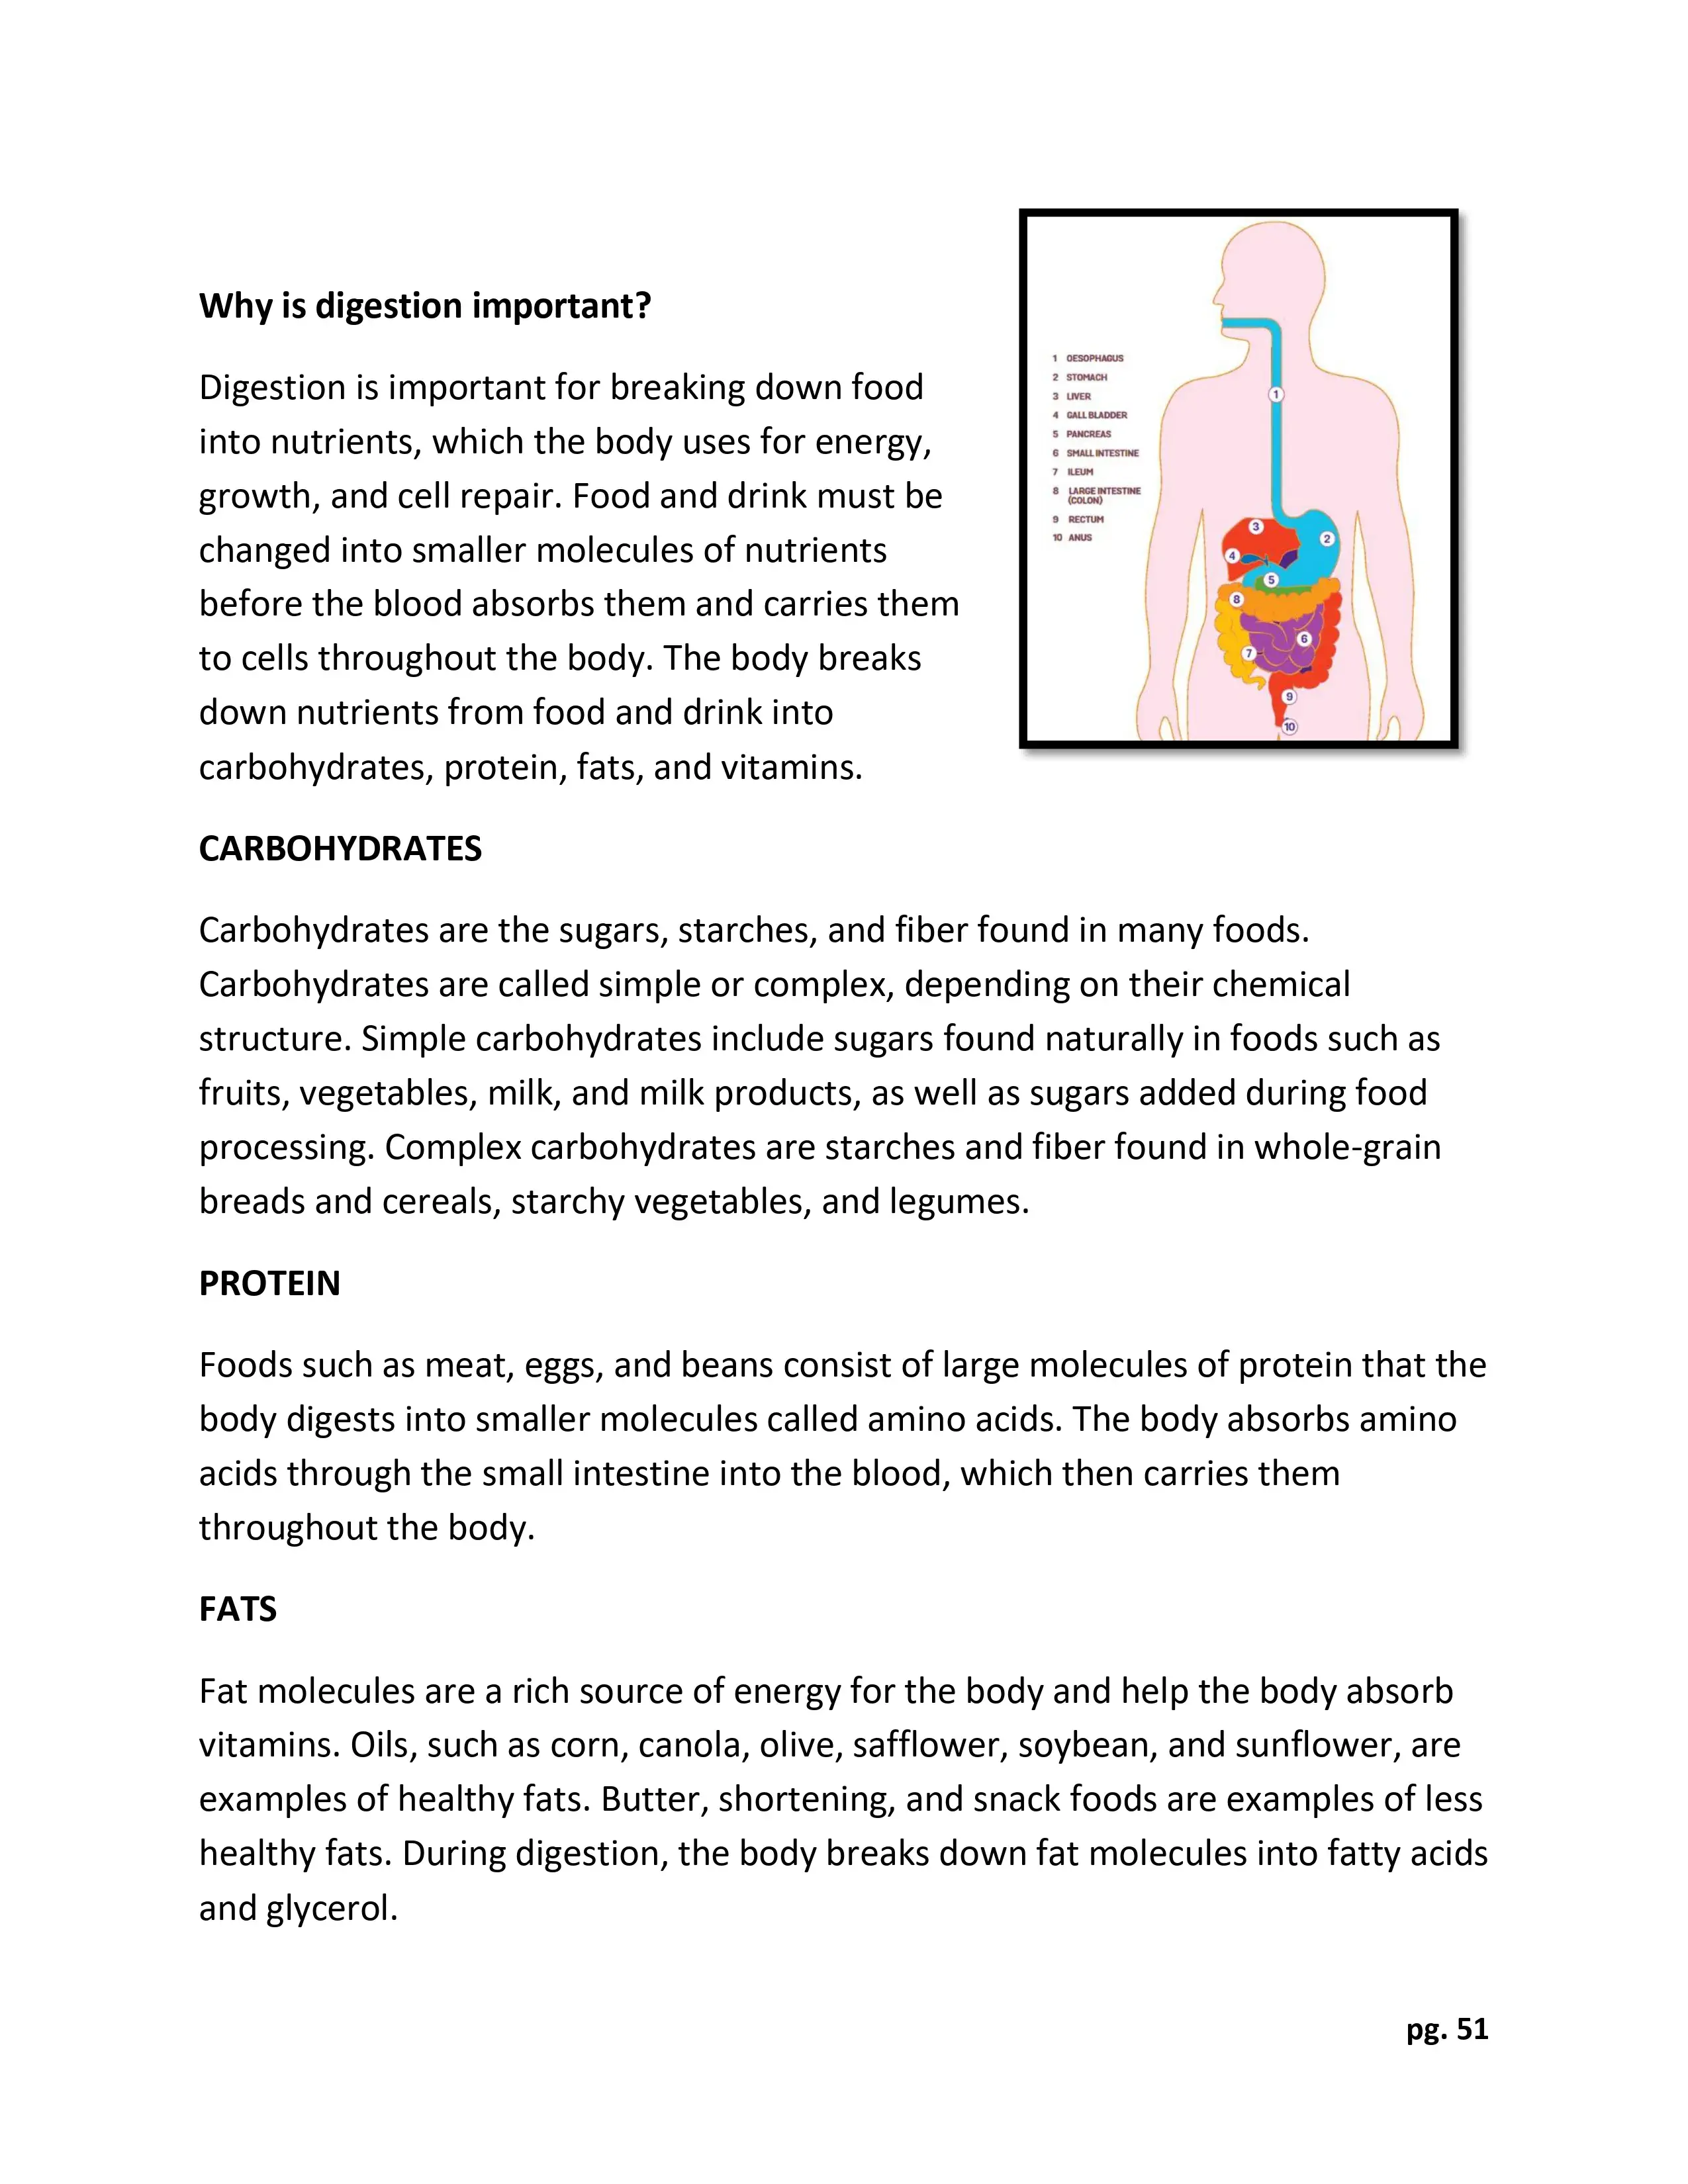 Why is digestion important?
Digestion is important for breaking down food
into nutrients, which the body uses for energy,
growth, and cell repair. Food and drink must be
changed into smaller molecules of nutrients
before the blood absorbs them and carries them
to cells throughout the body. The body breaks
down nutrients from food and drink into
carbohydrates, protein, fats, and vitamins.
1 OESOPHAGUS
2 STOMACH
3 LIVER
4 GALL BLADDER
5 PANCREAS
6 SMALL INTESTINE
7 ILEUM
8 LARGE INTESTINE
(COLON)
9 RECTUM
10 ANUS
1
3
2
4
5
8
6
7
9
10
CARBOHYDRATES
Carbohydrates are the sugars, starches, and fiber found in many foods.
Carbohydrates are called simple or complex, depending on their chemical
structure. Simple carbohydrates include sugars found naturally in foods such as
fruits, vegetables, milk, and milk products, as well as sugars added during food
processing. Complex carbohydrates are starches and fiber found in whole-grain
breads and cereals, starchy vegetables, and legumes.
PROTEIN
Foods such as meat, eggs, and beans consist of large molecules of protein that the
body digests into smaller molecules called amino acids. The body absorbs amino
acids through the small intestine into the blood, which then carries them
throughout the body.
FATS
Fat molecules are a rich source of energy for the body and help the body absorb
vitamins. Oils, such as corn, canola, olive, safflower, soybean, and sunflower, are
examples of healthy fats. Butter, shortening, and snack foods are examples of less
healthy fats. During digestion, the body breaks down fat molecules into fatty acids
and glycerol.
pg. 51